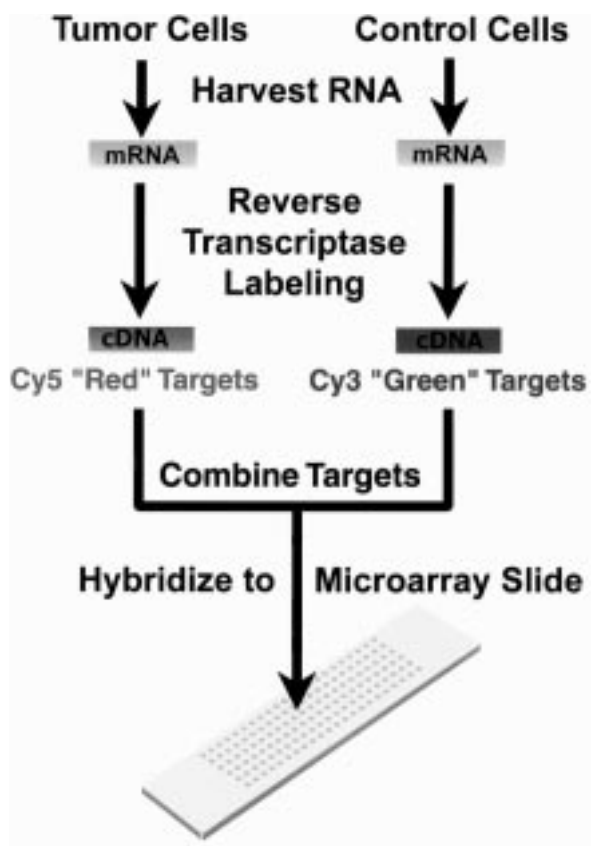 Tumor Cells
Control Cells
Harvest RNA
mRNA
mRNA
Reverse
Transcriptase
Labeling
cDNA
cDNA
Cy5 "Red" Targets
Cy3 "Green" Targets
Combine Targets
Hybridize to
Microarray Slide